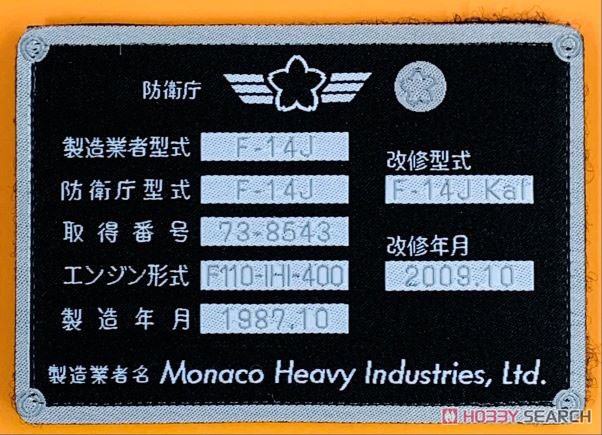 防衛庁
製造業者型式 F-14J
防衛庁型式 F-14J
取得番号 73-8543
エンジン形式 F110-IHI-400
製造年月 1987.10
改修型式
F-14J Kai
改修年月
2009.10
製造業者名 Monaco Heavy Industries, Ltd.
HOBBY SEARCH